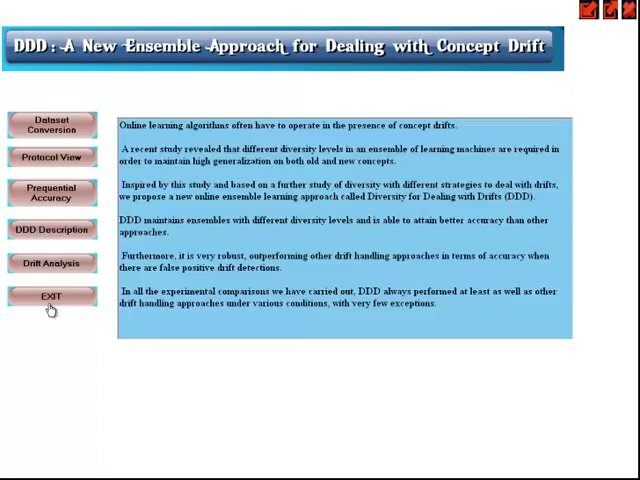 DDD : A New Ensemble Approach for Dealing with Concept Drift
Dataset
Conversion
Protocol View
Prequential
Accuracy
DDD Description
Drift Analysis
EXIT
Online learning algorithms often have to operate in the presence of concept drifts.
A recent study revealed that different diversity levels in an ensemble of learning machines are required in
order to maintain high generalization on both old and new concepts.
Inspired by this study and based on a further study of diversity with different strategies to deal with drifts,
we propose a new online ensemble learning approach called Diversity for Dealing with Drifts (DDD).
DDD maintains ensembles with different diversity levels and is able to attain better accuracy than other
approaches.
Furthermore, it is very robust, outperforming other drift handling approaches in terms of accuracy when
there are false positive drift detections.
In all the experimental comparisons we have carried out, DDD always performed at least as well as other
drift handling approaches under various conditions, with very few exceptions.